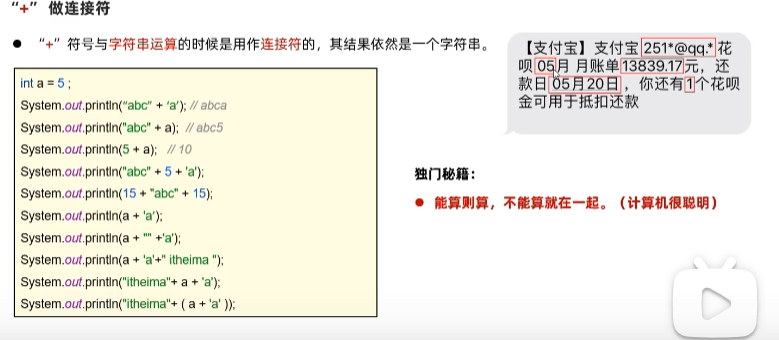 “+” 做连接符
● “+”符号与字符串运算的时候是用作连接符的，其结果依然是一个字符串。
int a = 5 ;
System.out.println(“abc” + ‘a’); // abca
System.out.println("abc" + a);  // abc5
System.out.println(5 + a);   // 10
System.out.println("abc" + 5 + 'a');
System.out.println(15 + "abc" + 15);
System.out.println(a + 'a');
System.out.println(a + "" +'a');
System.out.println(a + 'a'+" itheima ");
System.out.println("itheima"+ a + 'a');
System.out.println("itheima"+ ( a + 'a' ));
【支付宝】支付宝 251*@qq.* 花
呗 05月 月账单13839.17元，还
款日 05月20日 ，你还有1个花呗
金可用于抵扣还款
独门秘籍：
● 能算则算，不能算就在一起。（计算机很聪明）